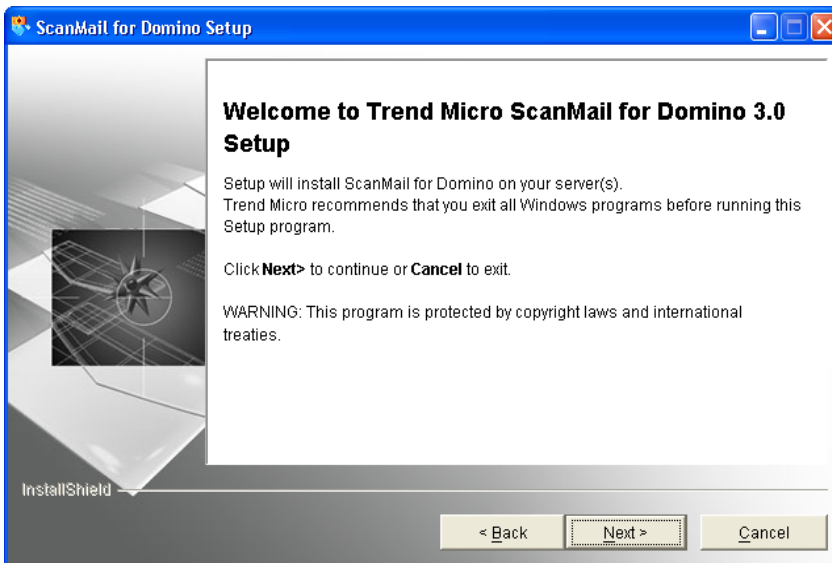 ScanMail for Domino Setup
Welcome to Trend Micro ScanMail for Domino 3.0
Setup
Setup will install ScanMail for Domino on your server(s).
Trend Micro recommends that you exit all Windows programs before running this
Setup program.
Click Next> to continue or Cancel to exit.
WARNING: This program is protected by copyright laws and international
treaties.
InstallShield
< Back
Next >
Cancel